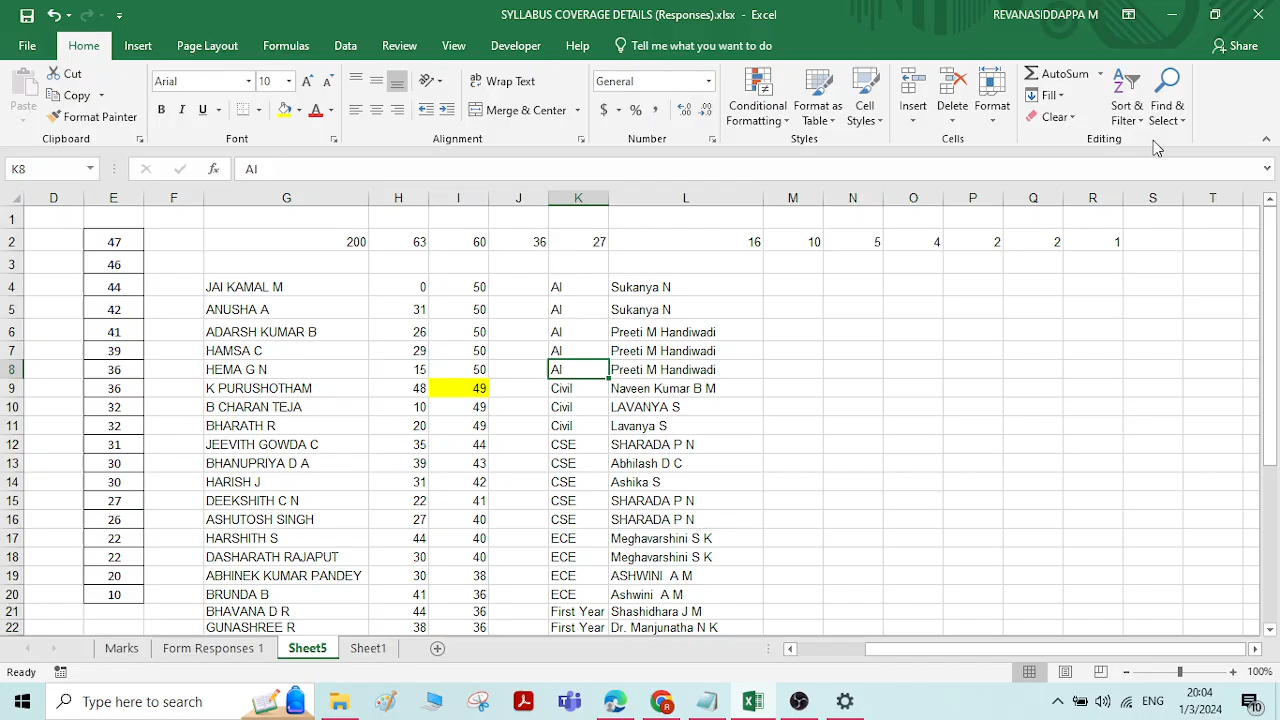 SYLLABUS COVERAGE DETAILS (Responses).xlsx - Excel
REVANASIDDAPPA M
File Home Insert Page Layout Formulas Data Review View Developer Help Tell me what you want to do Share
Paste
Cut
Copy
Format Painter
Clipboard
Arial 10
B I U
Font
Wrap Text
Merge & Center
Alignment
General
$ % ,
Number
Conditional Formatting
Format as Table
Cell Styles
Styles
Insert
Delete
Format
Cells
AutoSum
Fill
Clear
Sort & Filter
Find & Select
Editing
K8 fx AI
D E F G H I J K L M N O P Q R S T
1
2 47 200 63 60 36 27 16 10 5 4 2 2 1
3 46
4 44 JAI KAMAL M 0 50 AI Sukanya N
5 42 ANUSHA A 31 50 AI Sukanya N
6 41 ADARSH KUMAR B 26 50 AI Preeti M Handiwadi
7 39 HAMSA C 29 50 AI Preeti M Handiwadi
8 36 HEMA G N 15 50 AI Preeti M Handiwadi
9 36 K PURUSHOTHAM 48 49 Civil Naveen Kumar B M
10 32 B CHARAN TEJA 10 49 Civil LAVANYA S
11 32 BHARATH R 20 49 Civil Lavanya S
12 31 JEEVITH GOWDA C 35 44 CSE SHARADA P N
13 30 BHANUPRIYA D A 39 43 CSE Abhilash D C
14 30 HARISH J 31 42 CSE Ashika S
15 27 DEEKSHITH C N 22 41 CSE SHARADA P N
16 26 ASHUTOSH SINGH 27 40 CSE SHARADA P N
17 22 HARSHITH S 44 40 ECE Meghavarshini S K
18 22 DASHARATH RAJAPUT 30 40 ECE Meghavarshini S K
19 20 ABHINEK KUMAR PANDEY 30 38 ECE ASHWINI A M
20 10 BRUNDA B 41 36 ECE Ashwini A M
21 BHAVANA D R 44 36 First Year Shashidhara J M
22 GUNASHREE R 38 36 First Year Dr. Manjunatha N K
Marks Form Responses 1 Sheet5 Sheet1
Ready 100%
Type here to search
ENG
20:04
1/3/2024
10